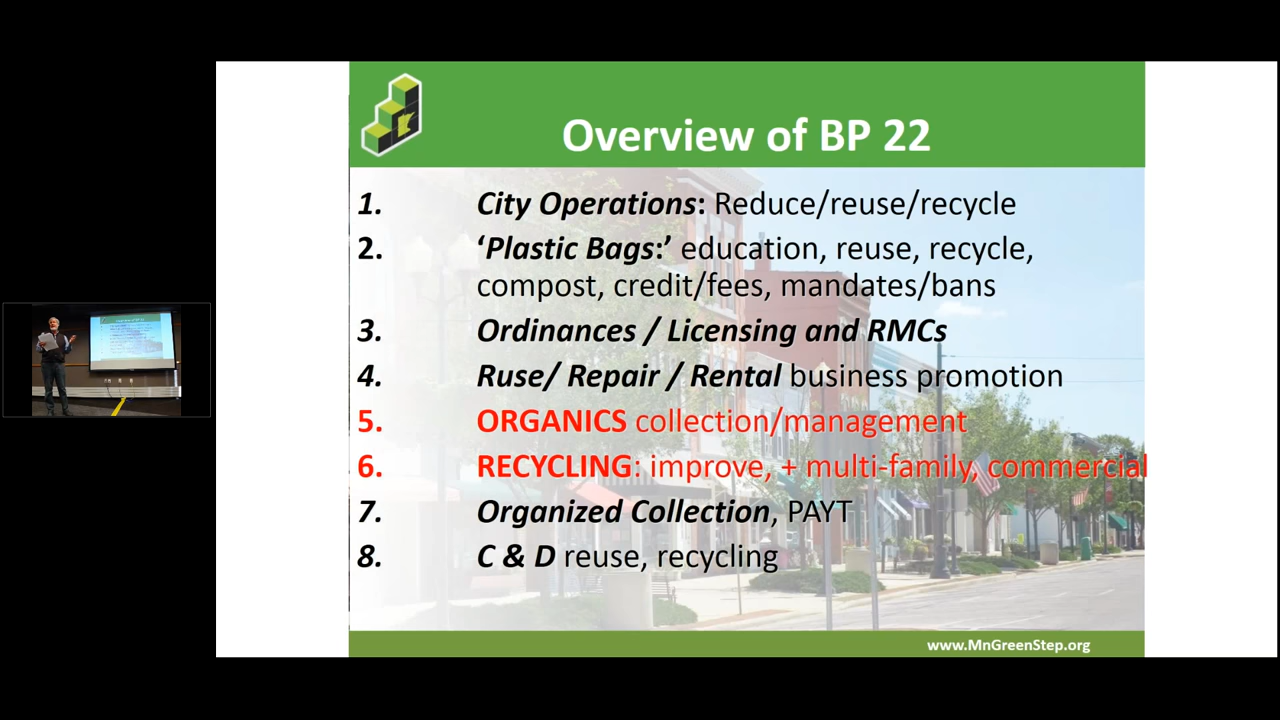 Overview of BP 22
1. City Operations: Reduce/reuse/recycle
2. ‘Plastic Bags:’ education, reuse, recycle,
compost, credit/fees, mandates/bans
3. Ordinances / Licensing and RMCs
4. Ruse/ Repair / Rental business promotion
5. ORGANICS collection/management
6. RECYCLING: improve, + multi-family, commercial
7. Organized Collection, PAYT
8. C & D reuse, recycling
www.MnGreenStep.org